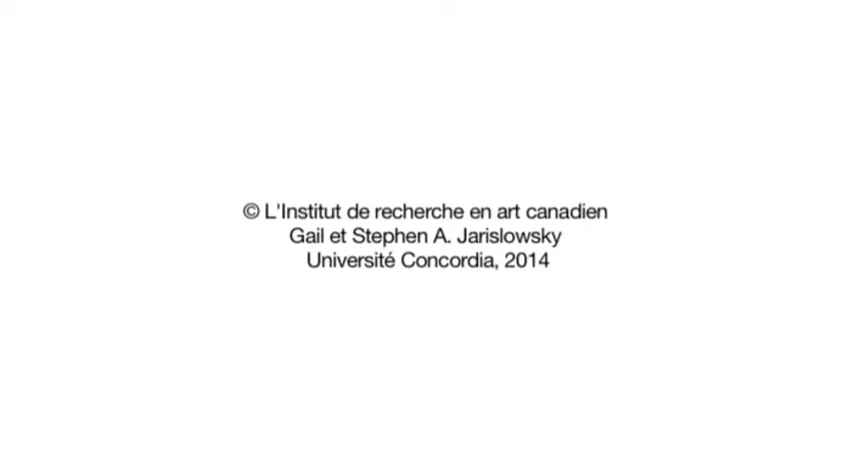 © L'Institut de recherche en art canadien
Gail et Stephen A. Jarislowsky
Université Concordia, 2014